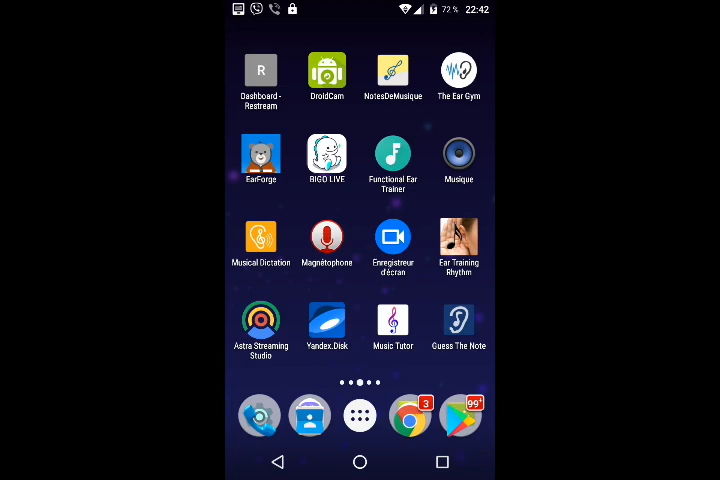 72 % 22:42
R
Dashboard - Restream
DroidCam
NotesDeMusique
The Ear Gym
EarForge
BIGO LIVE
Functional Ear Trainer
Musique
Musical Dictation
Magnétophone
Enregistreur d'écran
Ear Training Rhythm
Astra Streaming Studio
Yandex.Disk
Music Tutor
Guess The Note
3
99+